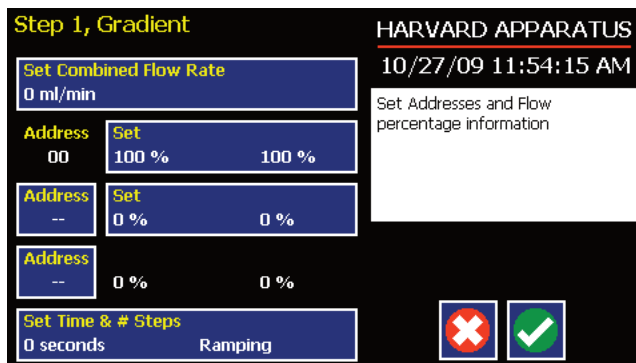 Step 1, Gradient
Set Combined Flow Rate
0 ml/min
Address Set
00 100 % 100 %
Address Set
-- 0 % 0 %
Address
-- 0 % 0 %
Set Time & # Steps
0 seconds Ramping
HARVARD APPARATUS
10/27/09 11:54:15 AM
Set Addresses and Flow
percentage information